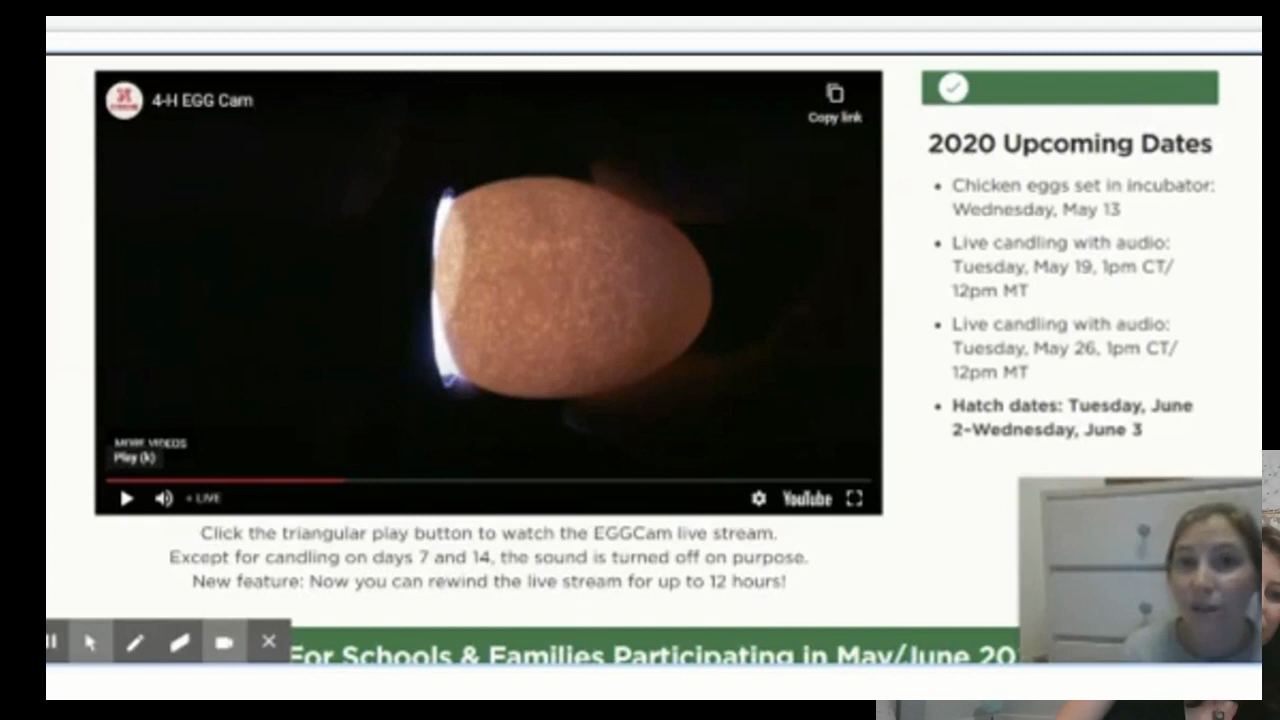 4-H EGG Cam
Copy link
MORE VIDEOS
Play (k)
LIVE
YouTube
Click the triangular play button to watch the EGGCam live stream.
Except for candling on days 7 and 14, the sound is turned off on purpose.
New feature: Now you can rewind the live stream for up to 12 hours!
2020 Upcoming Dates
• Chicken eggs set in incubator:
Wednesday, May 13
• Live candling with audio:
Tuesday, May 19, 1pm CT/
12pm MT
• Live candling with audio:
Tuesday, May 26, 1pm CT/
12pm MT
• Hatch dates: Tuesday, June
2-Wednesday, June 3
For Schools & Families Participating in May/June 20